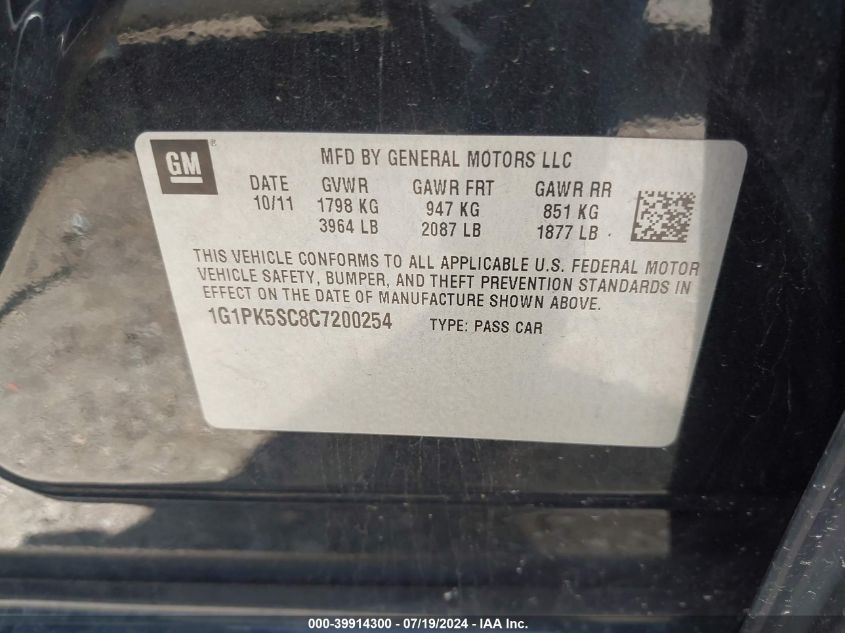 GM®
MFD BY GENERAL MOTORS LLC
DATE GVWR GAWR FRT GAWR RR
10/11 1798 KG 947 KG 851 KG
3964 LB 2087 LB 1877 LB
THIS VEHICLE CONFORMS TO ALL APPLICABLE U.S. FEDERAL MOTOR
VEHICLE SAFETY, BUMPER, AND THEFT PREVENTION STANDARDS IN
EFFECT ON THE DATE OF MANUFACTURE SHOWN ABOVE.
1G1PK5SC8C7200254 TYPE: PASS CAR
000-39914300 - 07/19/2024 - IAA Inc.